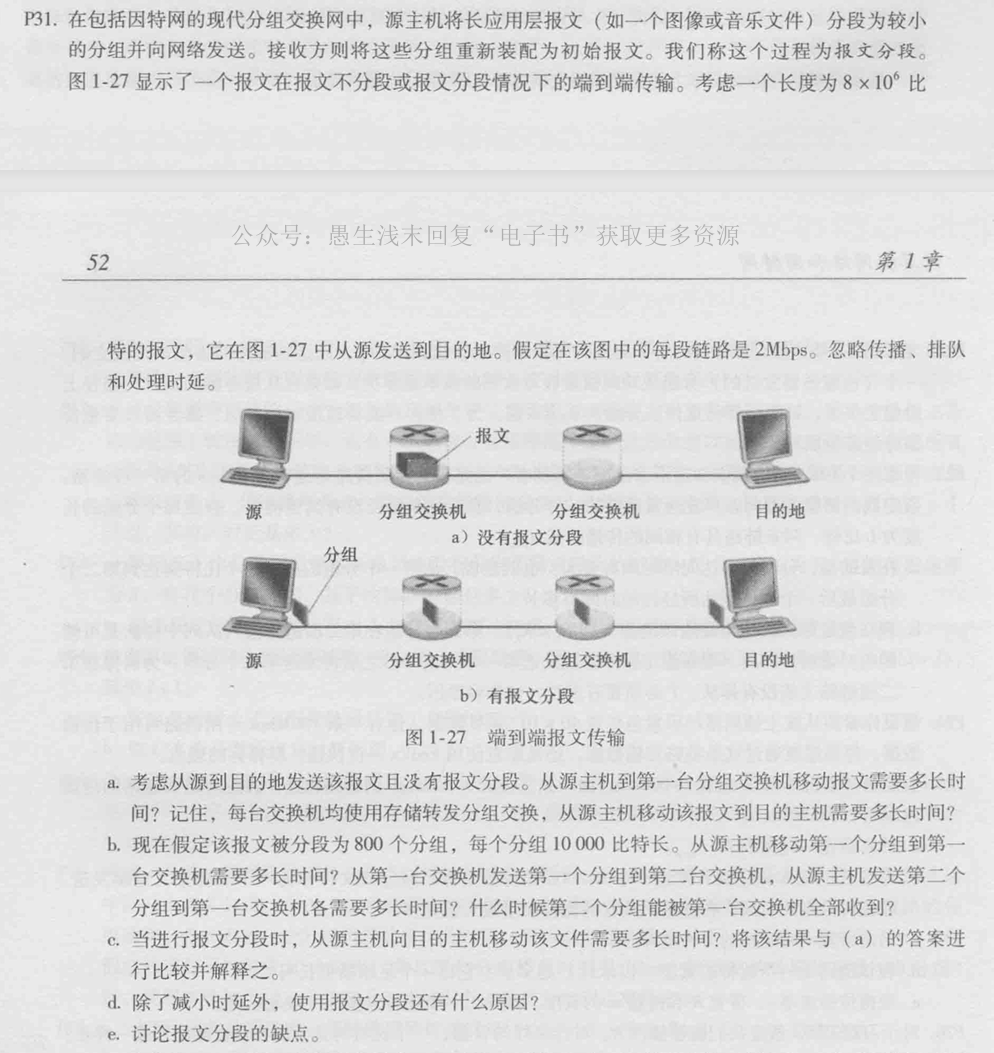 P31. 在包括因特网的现代分组交换网中，源主机将长应用层报文（如一个图像或音乐文件）分段为较小
的分组并向网络发送。接收方则将这些分组重新装配为初始报文。我们称这个过程为报文分段。
图 1-27 显示了一个报文在报文不分段或报文分段情况下的端到端传输。考虑一个长度为 8 × 10⁶ 比
公众号：愚生浅末回复“电子书”获取更多资源
52 第 1 章
特的报文，它在图 1-27 中从源发送到目的地。假定在该图中的每段链路是 2Mbps。忽略传播、排队
和处理时延。
报文
源 分组交换机 分组交换机 目的地
a）没有报文分段
分组
源 分组交换机 分组交换机 目的地
b）有报文分段
图 1-27 端到端报文传输
a. 考虑从源到目的地发送该报文且没有报文分段。从源主机到第一台分组交换机移动报文需要多长时
间？记住，每台交换机均使用存储转发分组交换，从源主机移动该报文到目的主机需要多长时间？
b. 现在假定该报文被分段为 800 个分组，每个分组 10 000 比特长。从源主机移动第一个分组到第一
台交换机需要多长时间？从第一台交换机发送第一个分组到第二台交换机，从源主机发送第二个
分组到第一台交换机各需要多长时间？什么时候第二个分组能被第一台交换机全部收到？
c. 当进行报文分段时，从源主机向目的主机移动该文件需要多长时间？将该结果与（a）的答案进
行比较并解释之。
d. 除了减小时延外，使用报文分段还有什么原因？
e. 讨论报文分段的缺点。